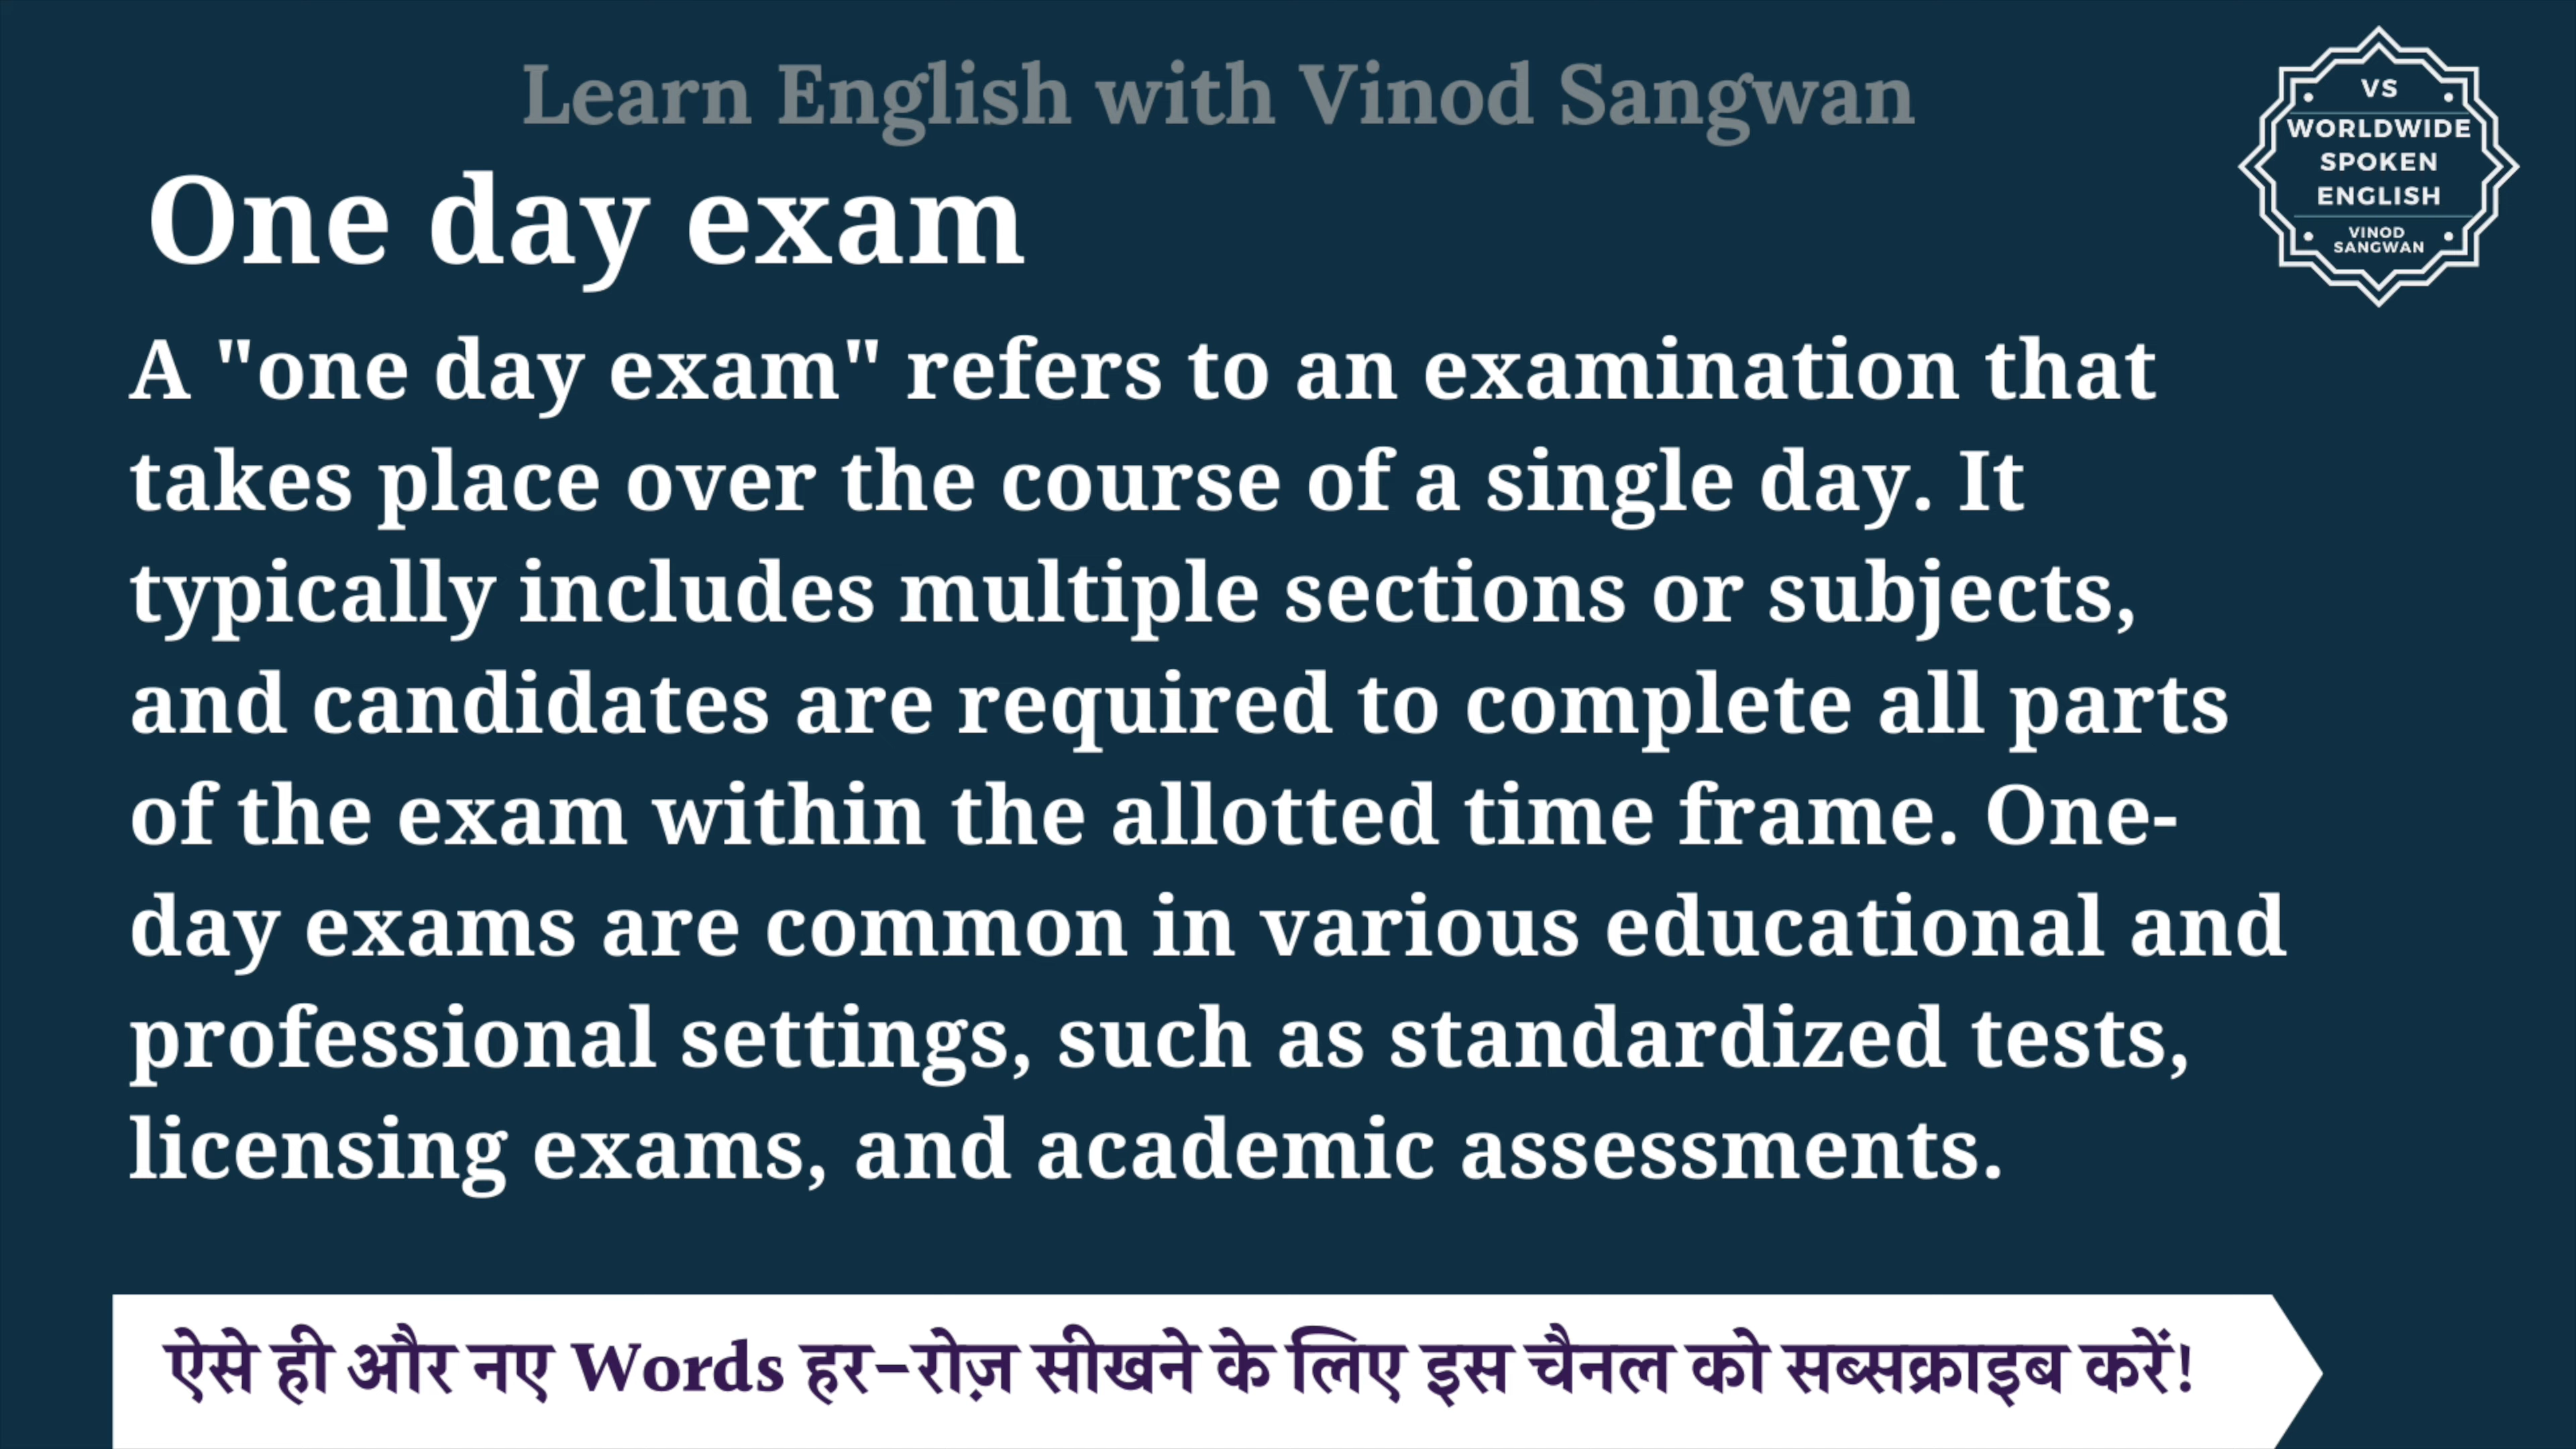 Learn English with Vinod Sangwan
VS
WORLDWIDE
SPOKEN
ENGLISH
VINOD
SANGWAN
One day exam
A "one day exam" refers to an examination that
takes place over the course of a single day. It
typically includes multiple sections or subjects,
and candidates are required to complete all parts
of the exam within the allotted time frame. One-
day exams are common in various educational and
professional settings, such as standardized tests,
licensing exams, and academic assessments.
ऐसे ही और नए Words हर-रोज़ सीखने के लिए इस चैनल को सब्सक्राइब करें!